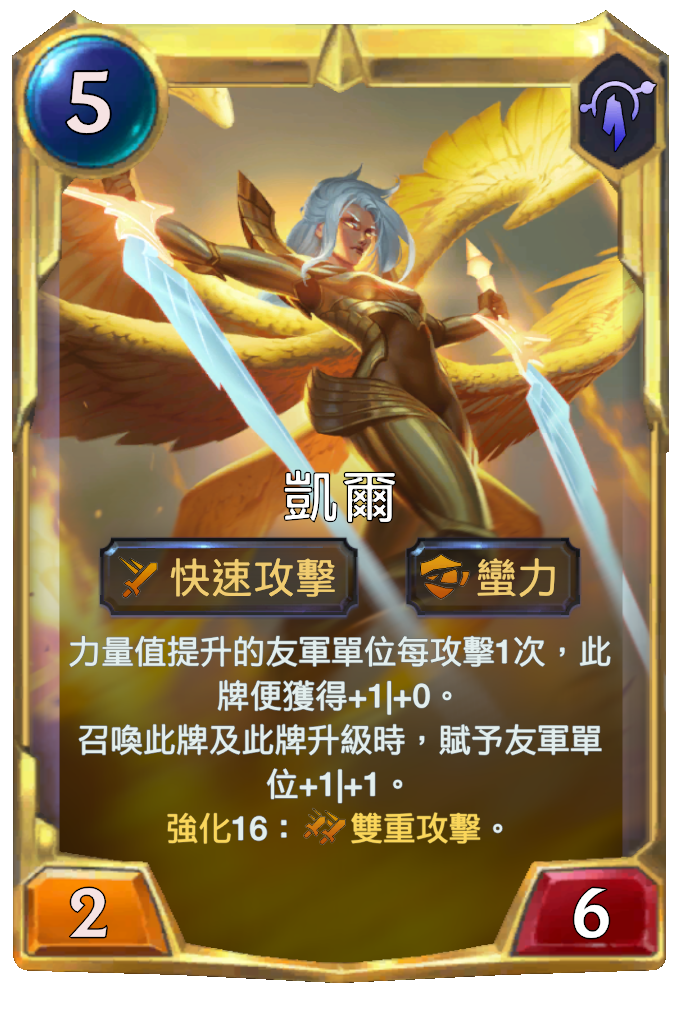 5
凱爾
快速攻擊 蠻力
力量值提升的友軍單位每攻擊1次，此
牌便獲得+1|+0。
召喚此牌及此牌升級時，賦予友軍單
位+1|+1。
強化16：雙重攻擊。
2 6